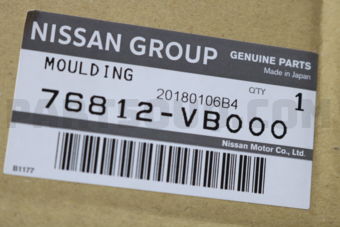 NISSAN GROUP
GENUINE PARTS
Made in Japan
MOULDING
20180106B4
Q'TY
1
76812-VB000
Nissan Motor Co., Ltd.
B1177